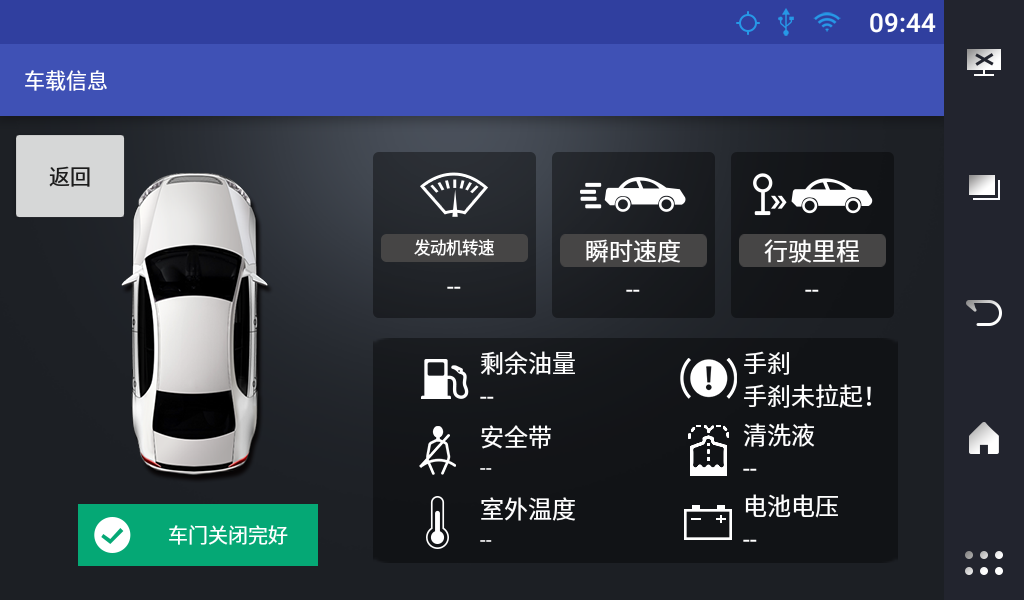 09:44
车载信息
返回
发动机转速
--
瞬时速度
--
行驶里程
--
剩余油量
--
手刹
手刹未拉起!
安全带
--
清洗液
--
室外温度
--
电池电压
--
车门关闭完好